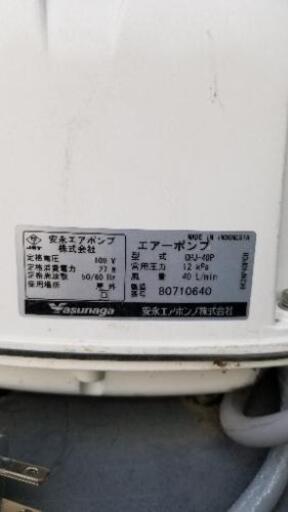 MADE IN INDONESIA
安永エアポンプ
株式会社
エアーポンプ
JET
定格電圧 100 V
型式
定格消費電力
常用圧力 12 kPa
定格周波数 50/60 Hz
風量 40 L/min
使用場所 屋外
製造番号 80710640
Yasunaga
安永エアポンプ株式会社